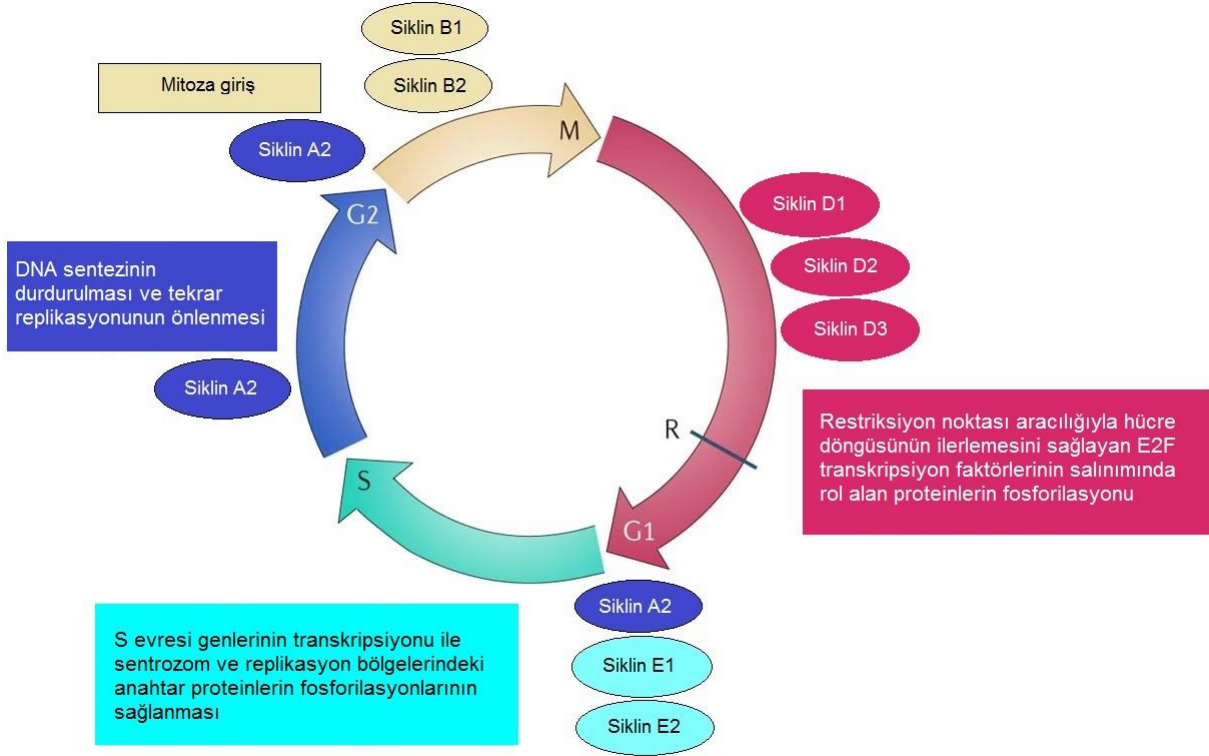 Siklin B1
Siklin B2
Mitoza giriş
M
Siklin A2
G2
Siklin D1
Siklin D2
Siklin D3
DNA sentezinin
durdurulması ve tekrar
replikasyonunun önlenmesi
Siklin A2
R
Restriksiyon noktası aracılığıyla hücre
döngüsünün ilerlemesini sağlayan E2F
transkripsiyon faktörlerinin salınımında
rol alan proteinlerin fosforilasyonu
S
G1
Siklin A2
Siklin E1
Siklin E2
S evresi genlerinin transkripsiyonu ile
sentrozom ve replikasyon bölgelerindeki
anahtar proteinlerin fosforilasyonlarının
sağlanması